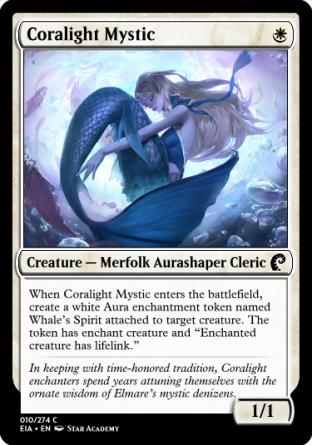 Coralight Mystic
Creature — Merfolk Aurashaper Cleric
When Coralight Mystic enters the battlefield,
create a white Aura enchantment token named
Whale's Spirit attached to target creature. The
token has enchant creature and “Enchanted
creature has lifelink.”
In keeping with time-honored tradition, Coralight
enchanters spend years attuning themselves with the
ornate wisdom of Elmare's mystic denizens.
1/1
010/274 C
EIA • EN Star Academy